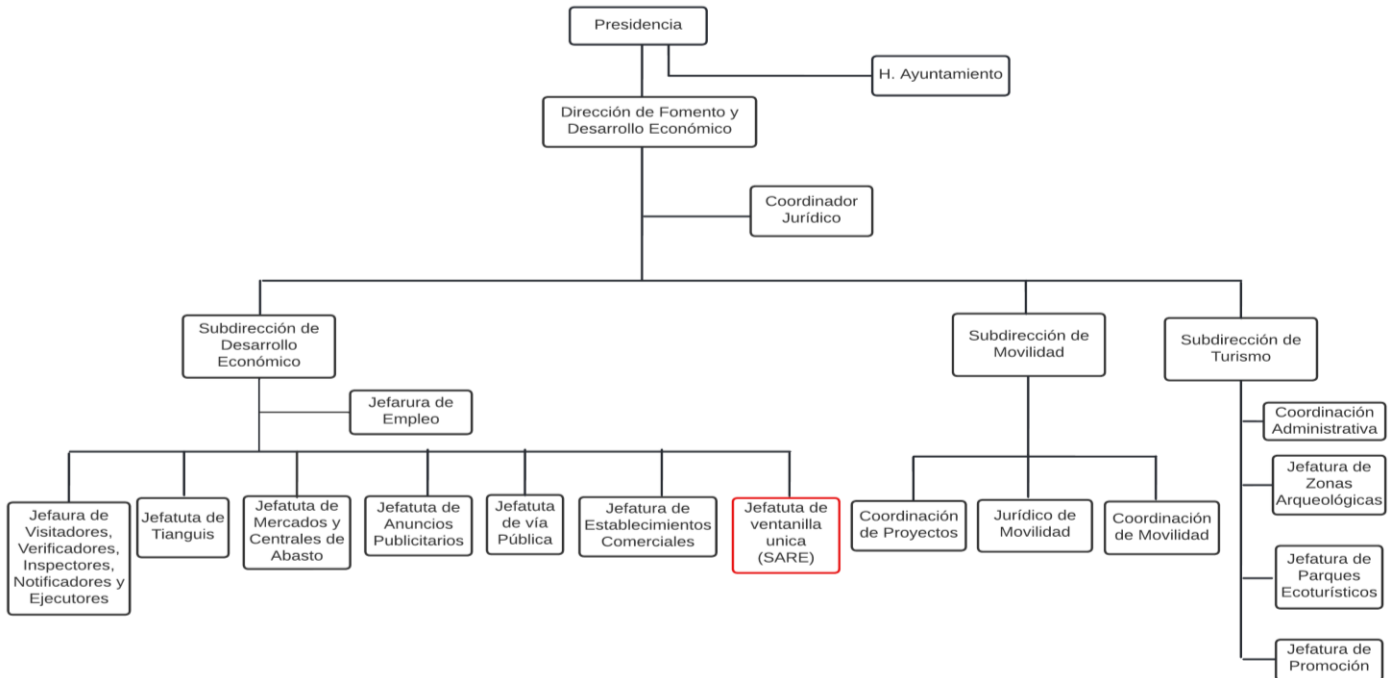 Presidencia
H. Ayuntamiento
Dirección de Fomento y
Desarrollo Económico
Coordinador
Jurídico
Subdirección de
Desarrollo
Económico
Subdirección de
Movilidad
Subdirección de
Turismo
Jefarura de
Empleo
Jefaura de
Visitadores,
Verificadores,
Inspectores,
Notificadores y
Ejecutores
Jefatuta de
Tianguis
Jefatuta de
Mercados y
Centrales de
Abasto
Jefatuta de
Anuncios
Publicitarios
Jefatuta
de vía
Pública
Jefatura de
Establecimientos
Comerciales
Jefatuta de
ventanilla
unica
(SARE)
Coordinación
de Proyectos
Jurídico de
Movilidad
Coordinación
de Movilidad
Coordinación
Administrativa
Jefatura de
Zonas
Arqueológicas
Jefatura de
Parques
Ecoturísticos
Jefatura de
Promoción